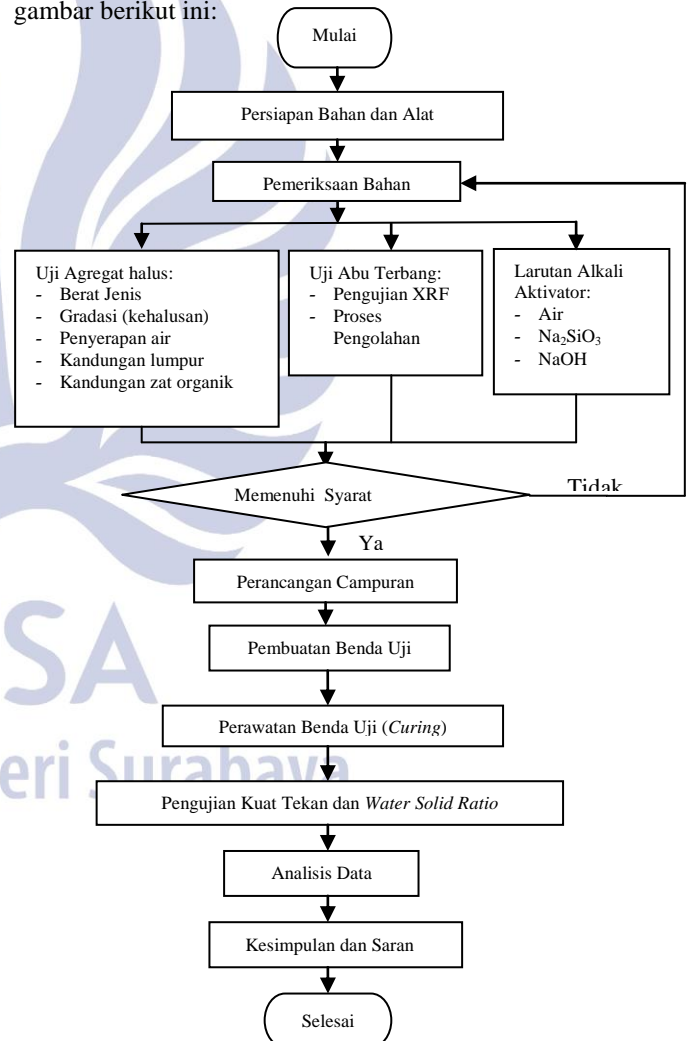 gambar berikut ini:
Mulai
Persiapan Bahan dan Alat
Pemeriksaan Bahan
Uji Agregat halus:
- Berat Jenis
- Gradasi (kehalusan)
- Penyerapan air
- Kandungan lumpur
- Kandungan zat organik
Uji Abu Terbang:
- Pengujian XRF
- Proses
Pengolahan
Larutan Alkali
Aktivator:
- Air
- Na₂SiO₃
- NaOH
Memenuhi Syarat
Tidak
Ya
Perancangan Campuran
Pembuatan Benda Uji
Perawatan Benda Uji (Curing)
Pengujian Kuat Tekan dan Water Solid Ratio
Analisis Data
Kesimpulan dan Saran
Selesai
SA
eri Surabaya